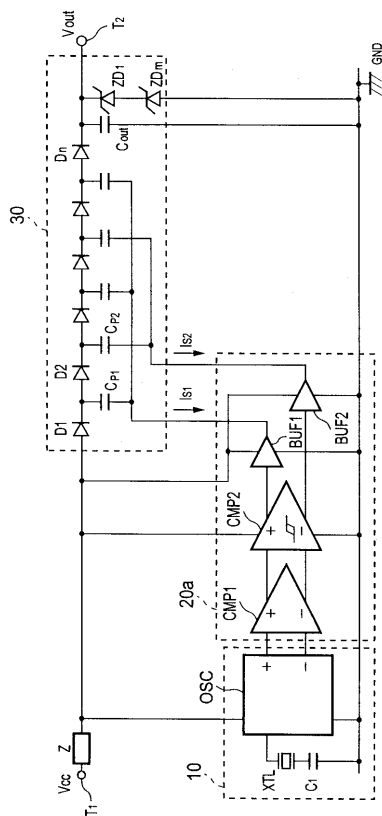 30
Vout
T2
D1
D2
Dn
ZD1
ZDm
Cout
CP1
CP2
GND
Is1
Is2
Vcc
Z
T1
20a
CMP1
CMP2
BUF1
BUF2
+
−
+
−
+
−
OSC
10
XTL
C1